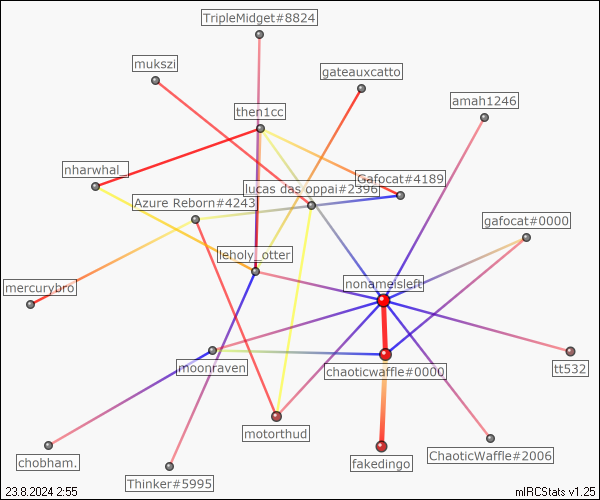 TripleMidget#8824
mukszi
gateauxcatto
amah1246
then1cc
nharwhal_
Gafocat#4189
lucas das oppai#2396
Azure Reborn#4243
gafocat#0000
leholy_otter
nonameisleft
mercurybro
moonraven
chaoticwaffle#0000
tt532
motorthud
chobham.
fakedingo
ChaoticWaffle#2006
Thinker#5995
23.8.2024 2:55
mIRCStats v1.25